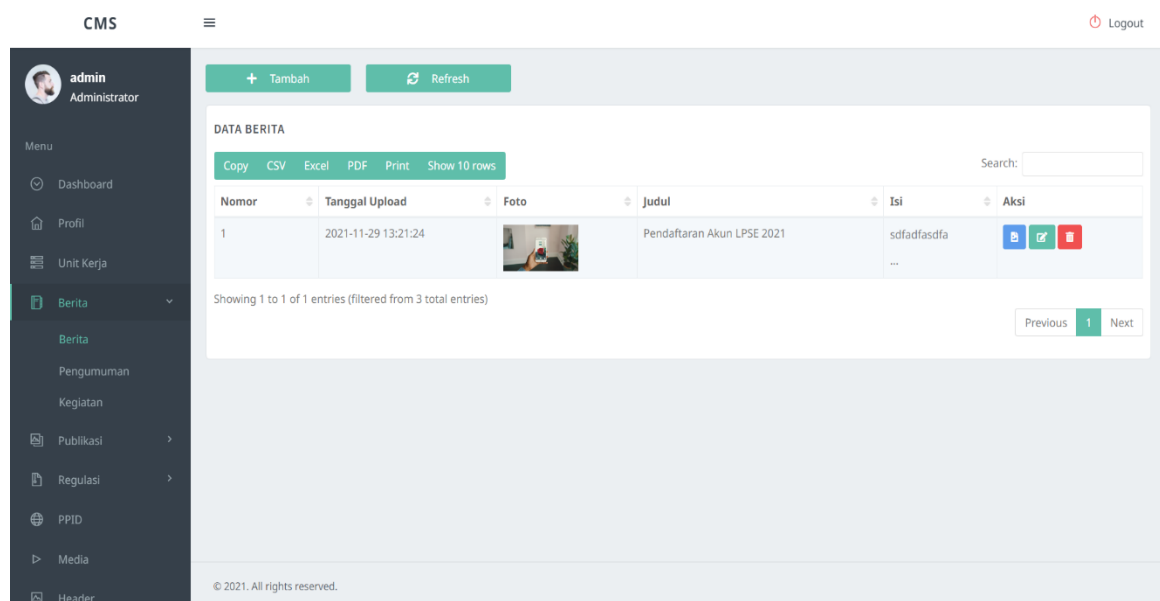 CMS
Logout
admin
Administrator
Menu
Dashboard
Profil
Unit Kerja
Berita
Berita
Pengumuman
Kegiatan
Publikasi
Regulasi
PPID
Media
Header
Tambah Refresh
DATA BERITA
Copy CSV Excel PDF Print Show 10 rows
Search:
Nomor Tanggal Upload Foto Judul Isi Aksi
1 2021-11-29 13:21:24 Pendaftaran Akun LPSE 2021 sdfadfasdfa
...
Showing 1 to 1 of 1 entries (filtered from 3 total entries)
Previous 1 Next
© 2021. All rights reserved.